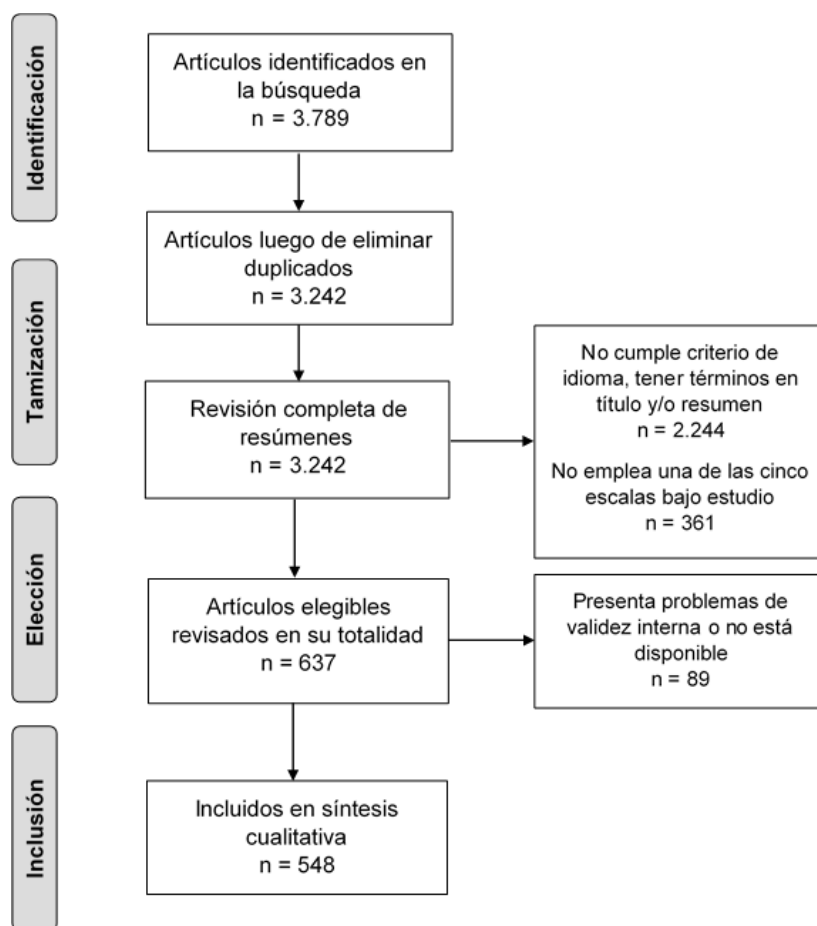 Identificación
Artículos identificados en
la búsqueda
n = 3.789
Artículos luego de eliminar
duplicados
n = 3.242
Tamización
Revisión completa de
resúmenes
n = 3.242
No cumple criterio de
idioma, tener términos en
título y/o resumen
n = 2.244
No emplea una de las cinco
escalas bajo estudio
n = 361
Elección
Artículos elegibles
revisados en su totalidad
n = 637
Presenta problemas de
validez interna o no está
disponible
n = 89
Inclusión
Incluidos en síntesis
cualitativa
n = 548